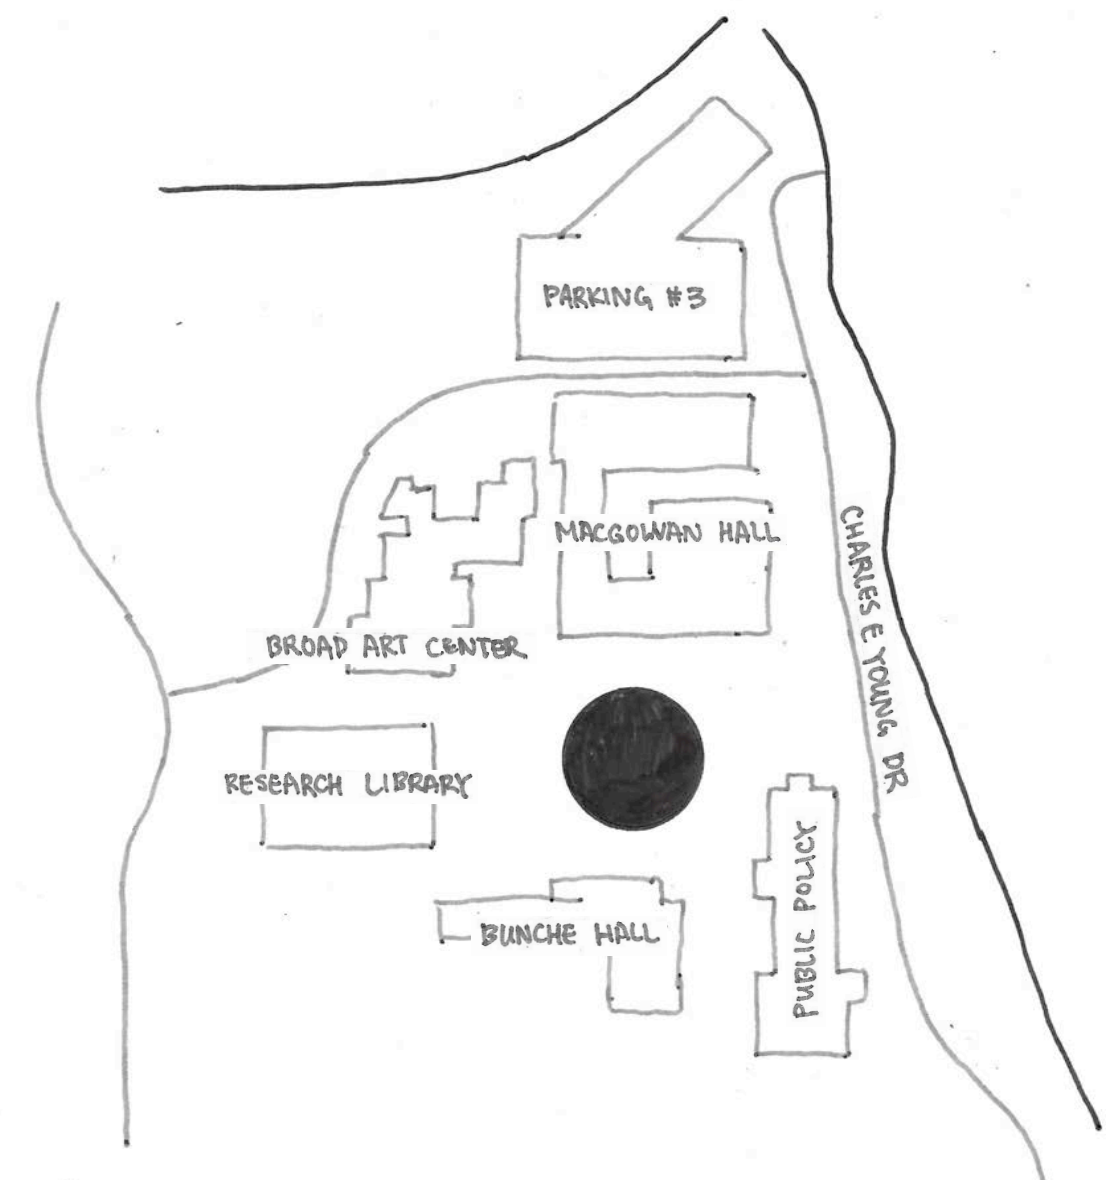 PARKING #3
MACGOWAN HALL
CHARLES E YOUNG DR
BROAD ART CENTER
RESEARCH LIBRARY
PUBLIC POLICY
BUNCHE HALL